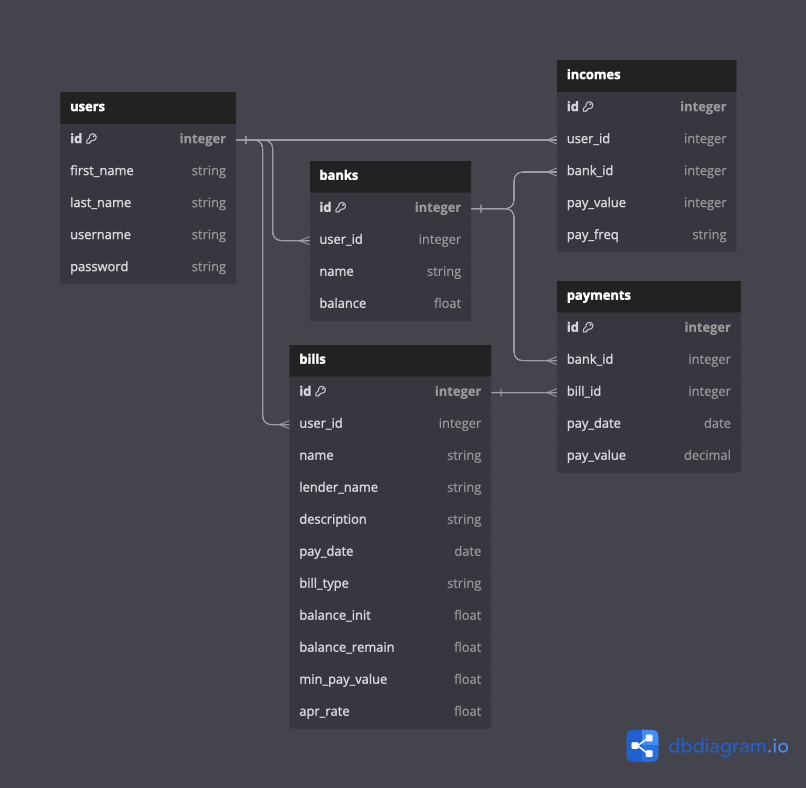 users
id integer
first_name string
last_name string
username string
password string
banks
id integer
user_id integer
name string
balance float
bills
id integer
user_id integer
name string
lender_name string
description string
pay_date date
bill_type string
balance_init float
balance_remain float
min_pay_value float
apr_rate float
incomes
id integer
user_id integer
bank_id integer
pay_value integer
pay_freq string
payments
id integer
bank_id integer
bill_id integer
pay_date date
pay_value decimal
dbdiagram.io